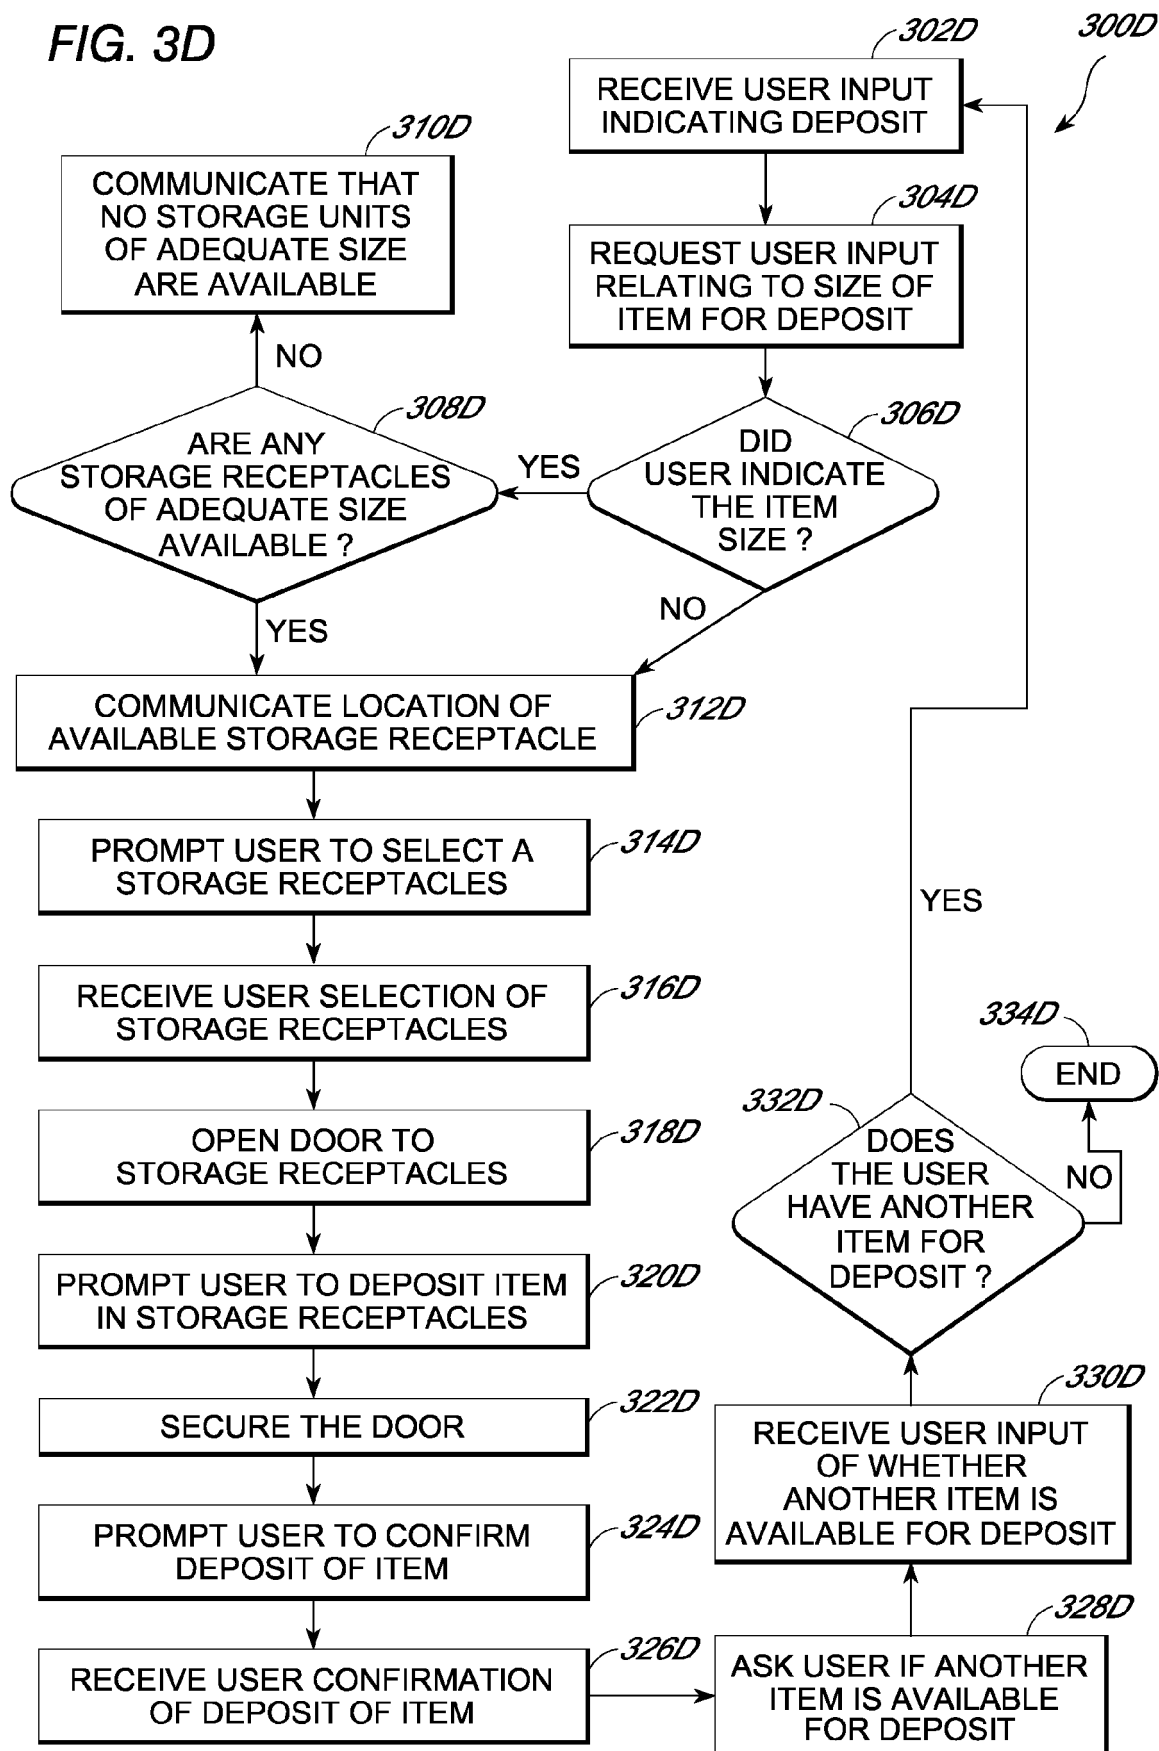 FIG. 3D
300D
302D
RECEIVE USER INPUT
INDICATING DEPOSIT
304D
REQUEST USER INPUT
RELATING TO SIZE OF
ITEM FOR DEPOSIT
306D
DID
USER INDICATE
THE ITEM
SIZE ?
YES
NO
308D
ARE ANY
STORAGE RECEPTACLES
OF ADEQUATE SIZE
AVAILABLE ?
NO
YES
310D
COMMUNICATE THAT
NO STORAGE UNITS
OF ADEQUATE SIZE
ARE AVAILABLE
312D
COMMUNICATE LOCATION OF
AVAILABLE STORAGE RECEPTACLE
314D
PROMPT USER TO SELECT A
STORAGE RECEPTACLES
316D
RECEIVE USER SELECTION OF
STORAGE RECEPTACLES
318D
OPEN DOOR TO
STORAGE RECEPTACLES
320D
PROMPT USER TO DEPOSIT ITEM
IN STORAGE RECEPTACLES
322D
SECURE THE DOOR
324D
PROMPT USER TO CONFIRM
DEPOSIT OF ITEM
326D
RECEIVE USER CONFIRMATION
OF DEPOSIT OF ITEM
328D
ASK USER IF ANOTHER
ITEM IS AVAILABLE
FOR DEPOSIT
330D
RECEIVE USER INPUT
OF WHETHER
ANOTHER ITEM IS
AVAILABLE FOR DEPOSIT
332D
DOES
THE USER
HAVE ANOTHER
ITEM FOR
DEPOSIT ?
YES
NO
334D
END